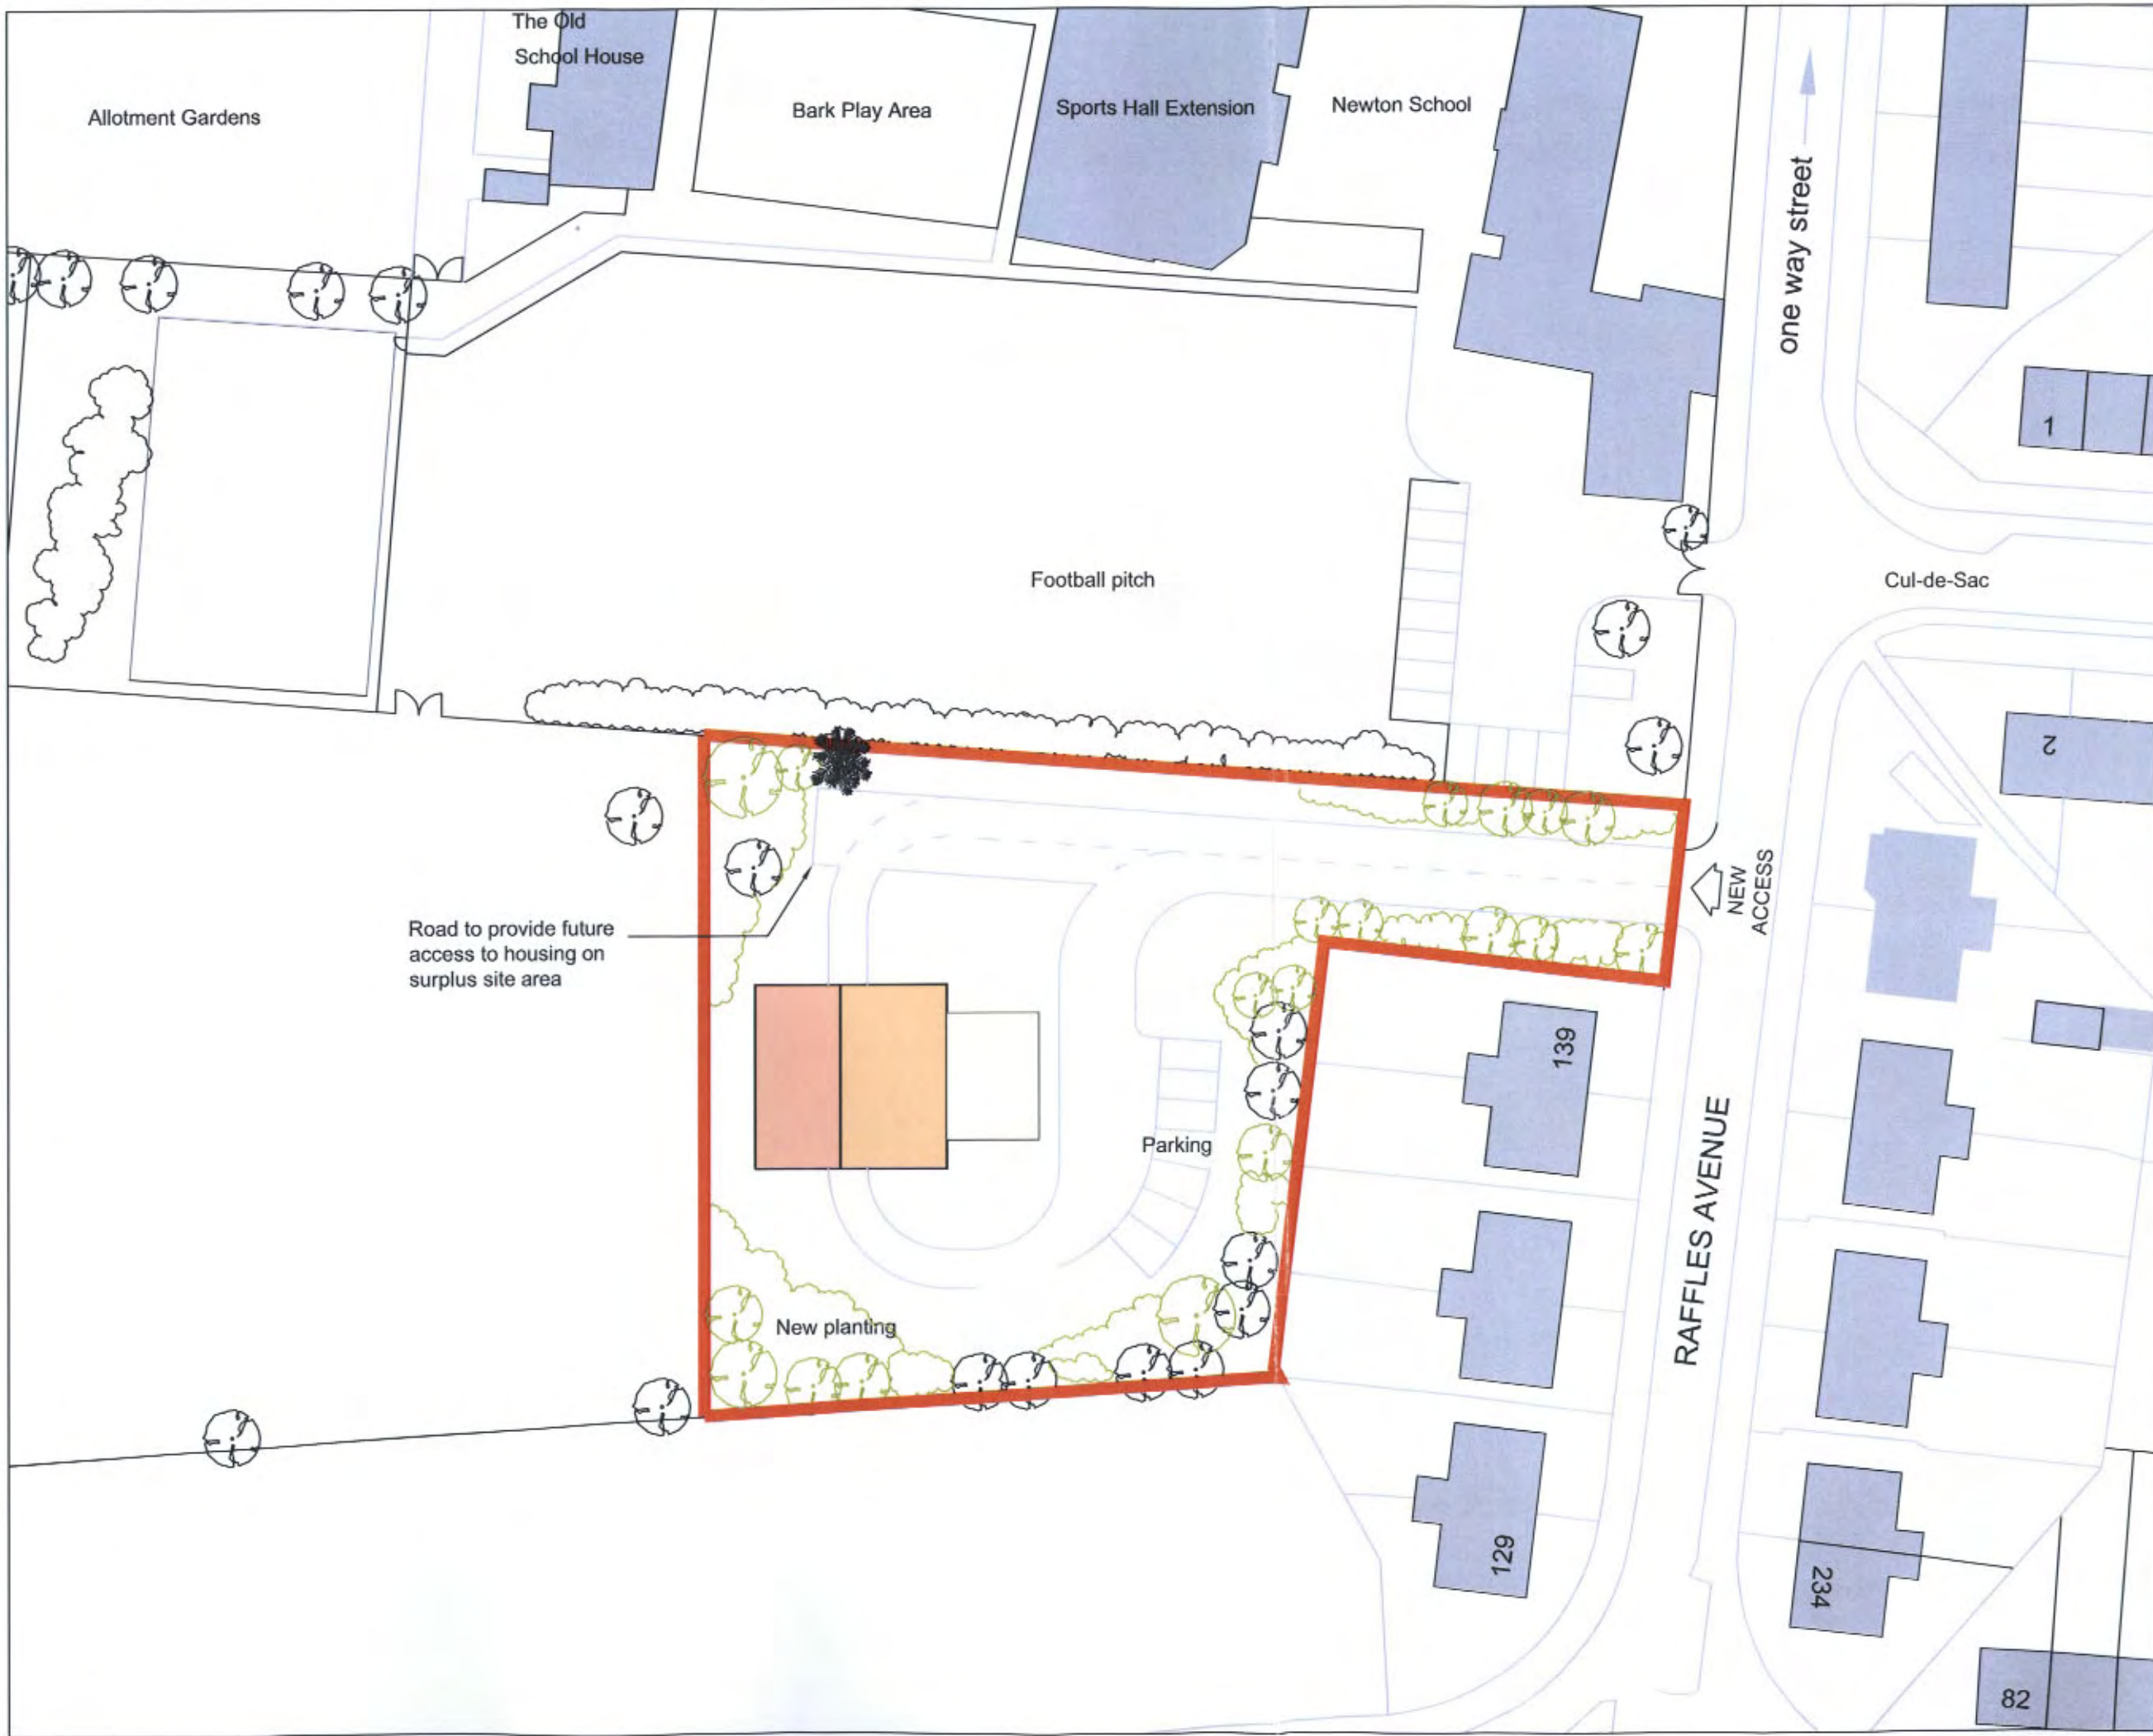 The Old
School House
Allotment Gardens
Bark Play Area
Sports Hall Extension
Newton School
one way street
1
Football pitch
Cul-de-Sac
2
NEW
ACCESS
Road to provide future
access to housing on
surplus site area
139
Parking
RAFFLES AVENUE
New planting
129
234
82